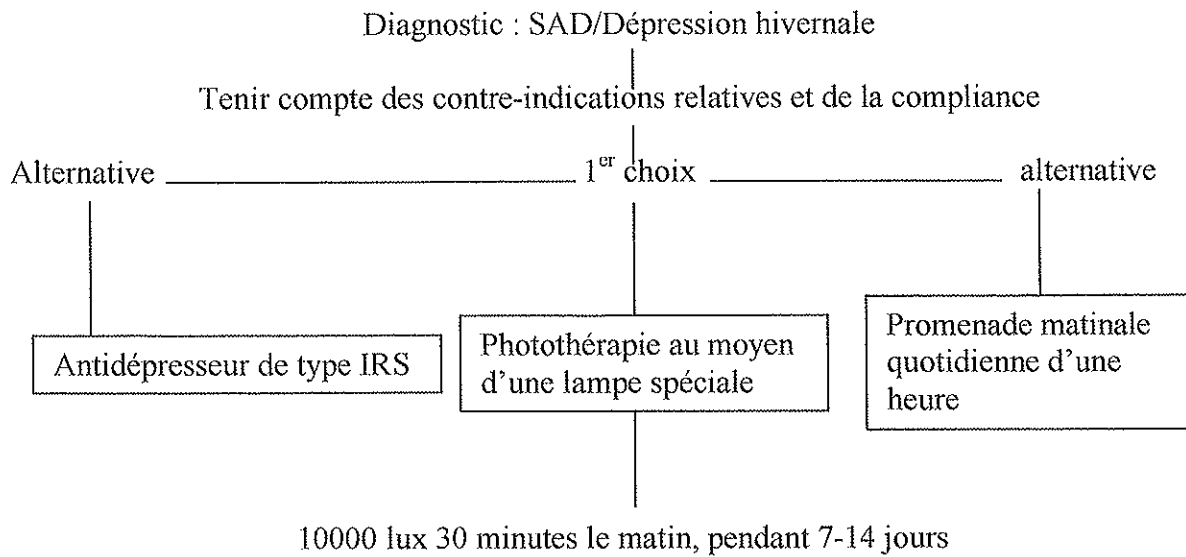 Diagnostic : SAD/Dépression hivernale
Tenir compte des contre-indications relatives et de la compliance
Alternative 1er choix alternative
Antidépresseur de type IRS
Photothérapie au moyen
d'une lampe spéciale
Promenade matinale
quotidienne d'une
heure
10000 lux 30 minutes le matin, pendant 7-14 jours